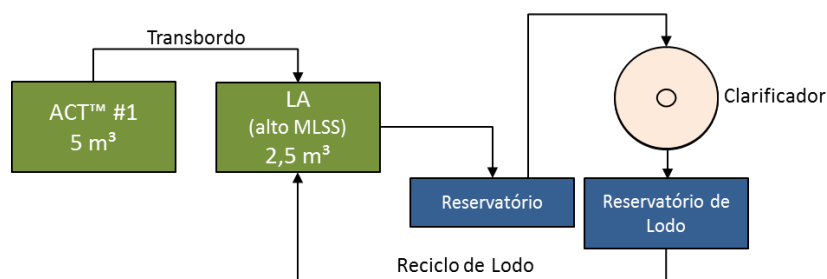 Transbordo
ACT™ #1
5 m³
LA
(alto MLSS)
2,5 m³
Clarificador
Reservatório
Reservatório de
Lodo
Reciclo de Lodo